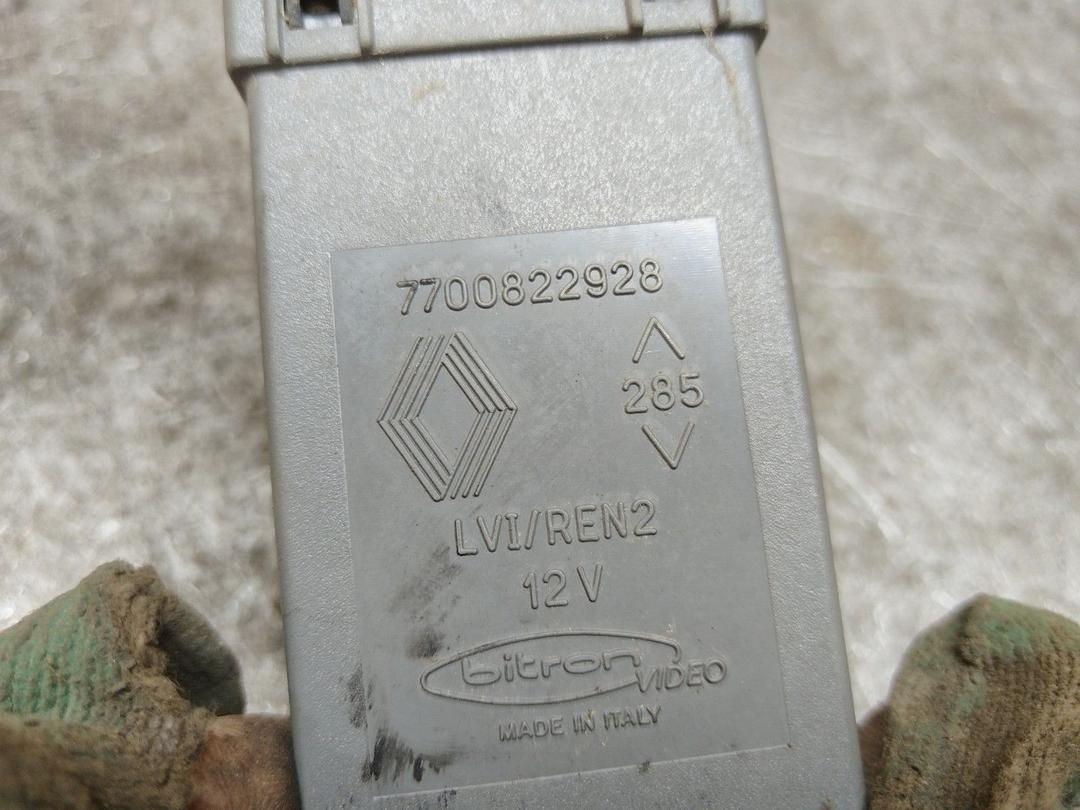 7700822928
285
LVI/REN2
12V
bitron VIDEO
MADE IN ITALY